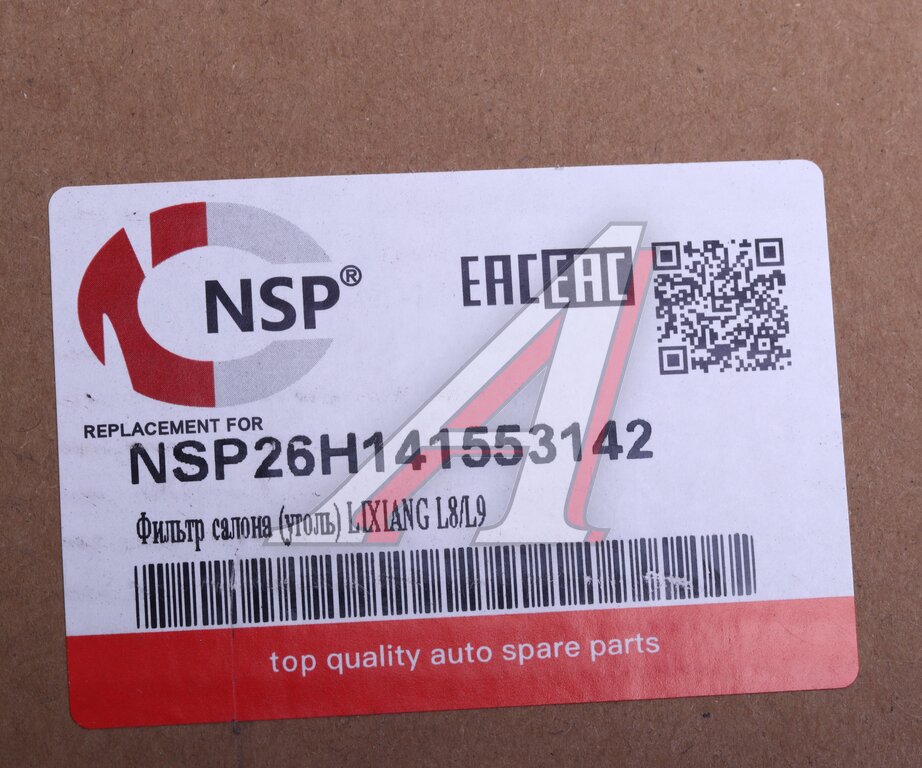 NSP®
EAC EAC
REPLACEMENT FOR
NSP26H141553142
Фильтр салона (уголь) LIXIANG L8/L9
top quality auto spare parts